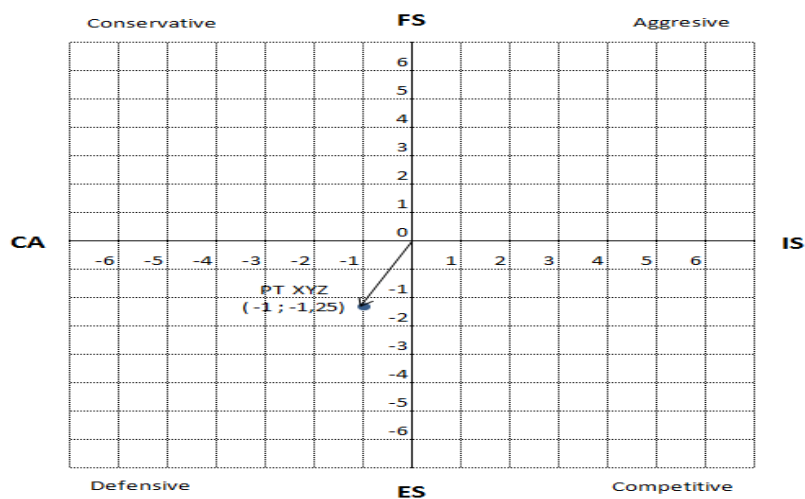 Conservative FS Aggresive
6
5
4
3
2
1
0
CA IS
-6 -5 -4 -3 -2 -1 1 2 3 4 5 6
PT XYZ -1
( -1 ; -1,25)
-2
-3
-4
-5
-6
Defensive ES Competitive